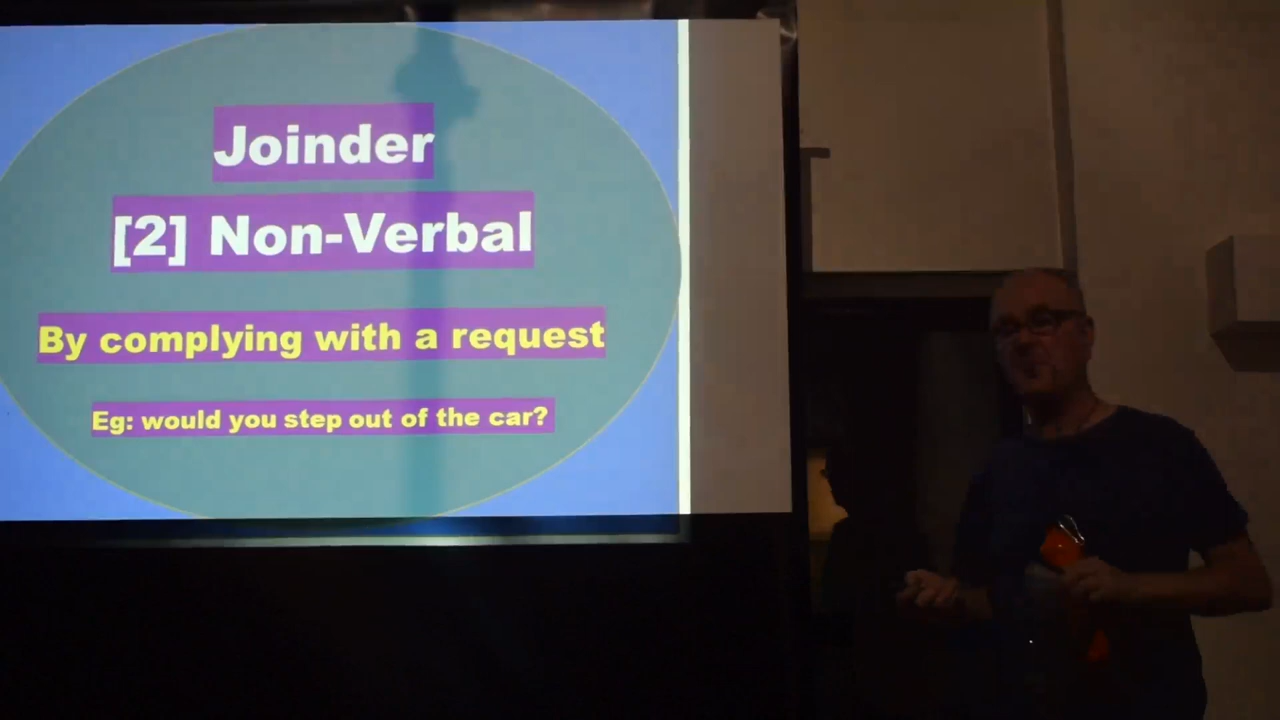 Joinder
[2] Non-Verbal
By complying with a request
Eg: would you step out of the car?